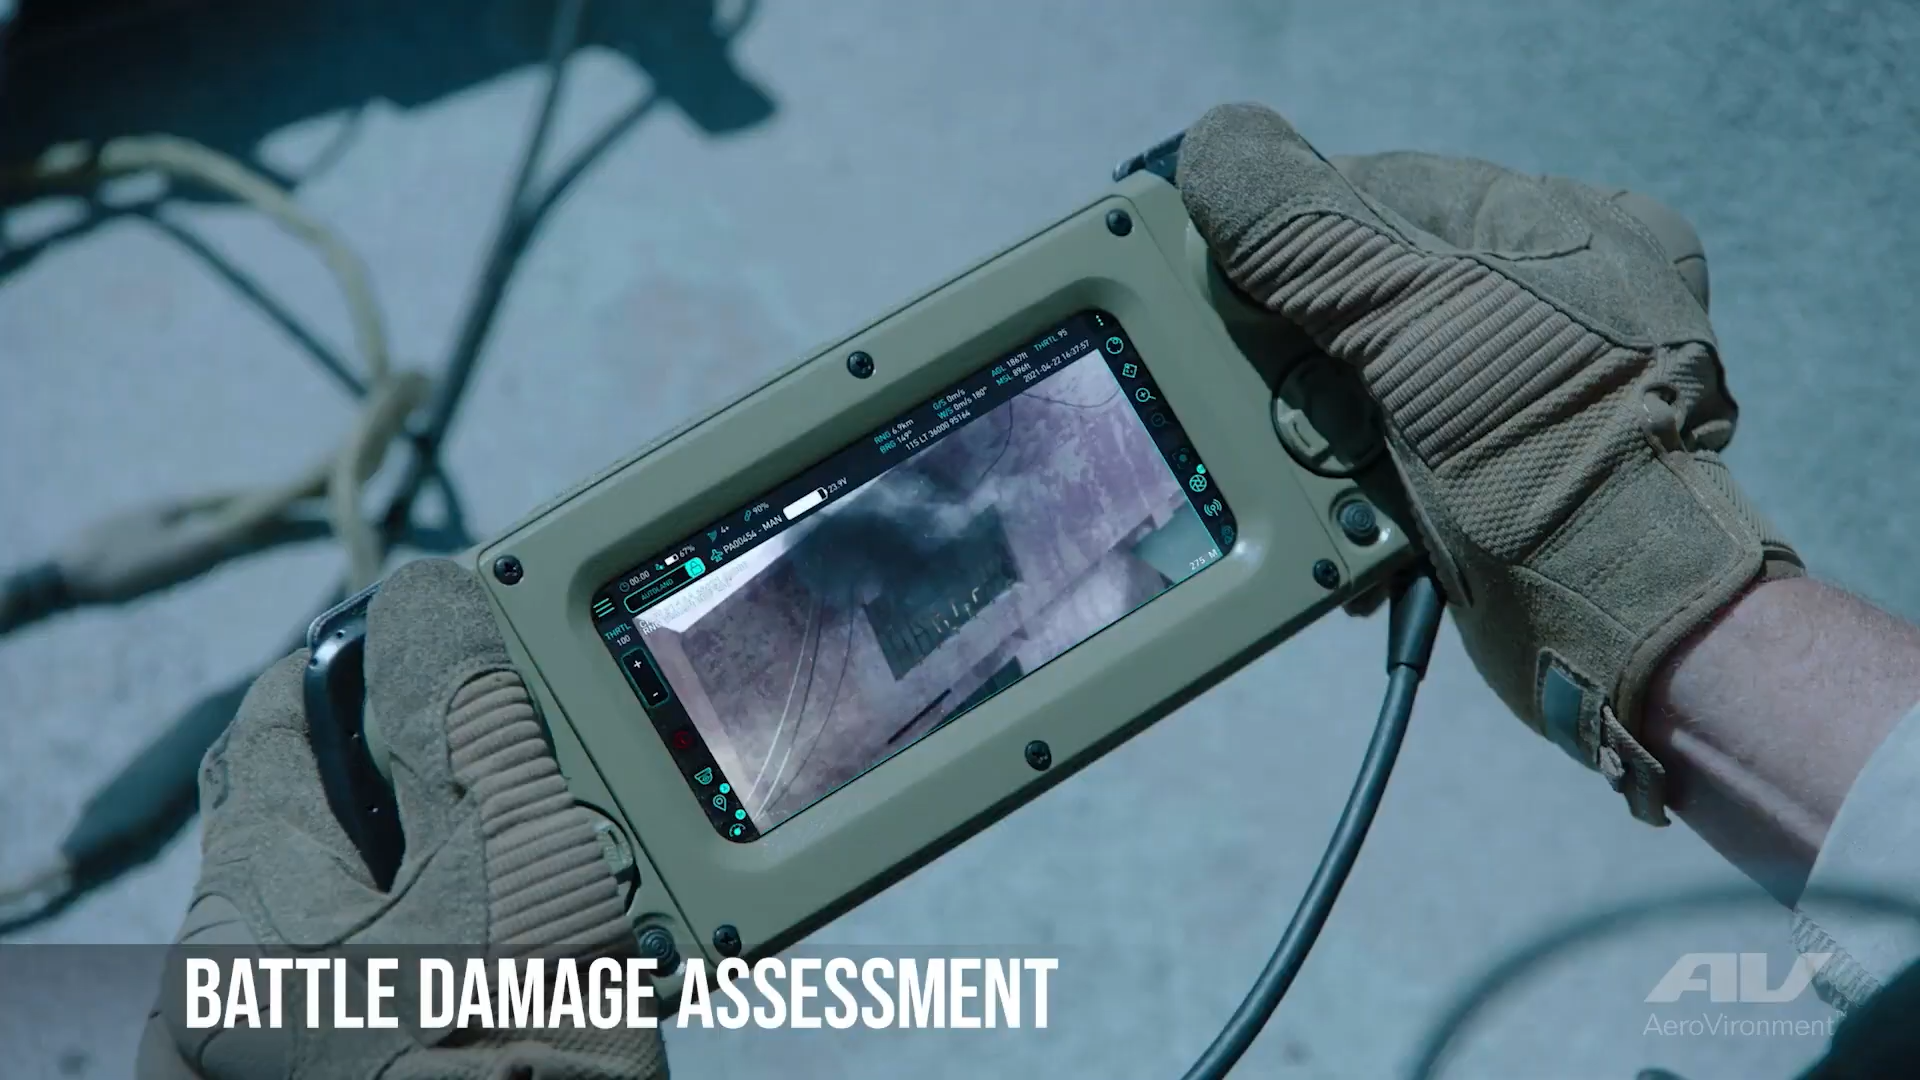 THRTL 95
AGL 1867ft
MSL 896ft
2021-04-22 16:37:57
G/S 0m/s
W/S 0m/s 180°
RNG 6.9km
BRG 149°
11S LT 36000 95164
23.9V
4+
90%
PA00454 - MAN
00:00
67%
AUTOLAND
THRTL
100
+
-
275 M
BATTLE DAMAGE ASSESSMENT
AV
AeroVironment